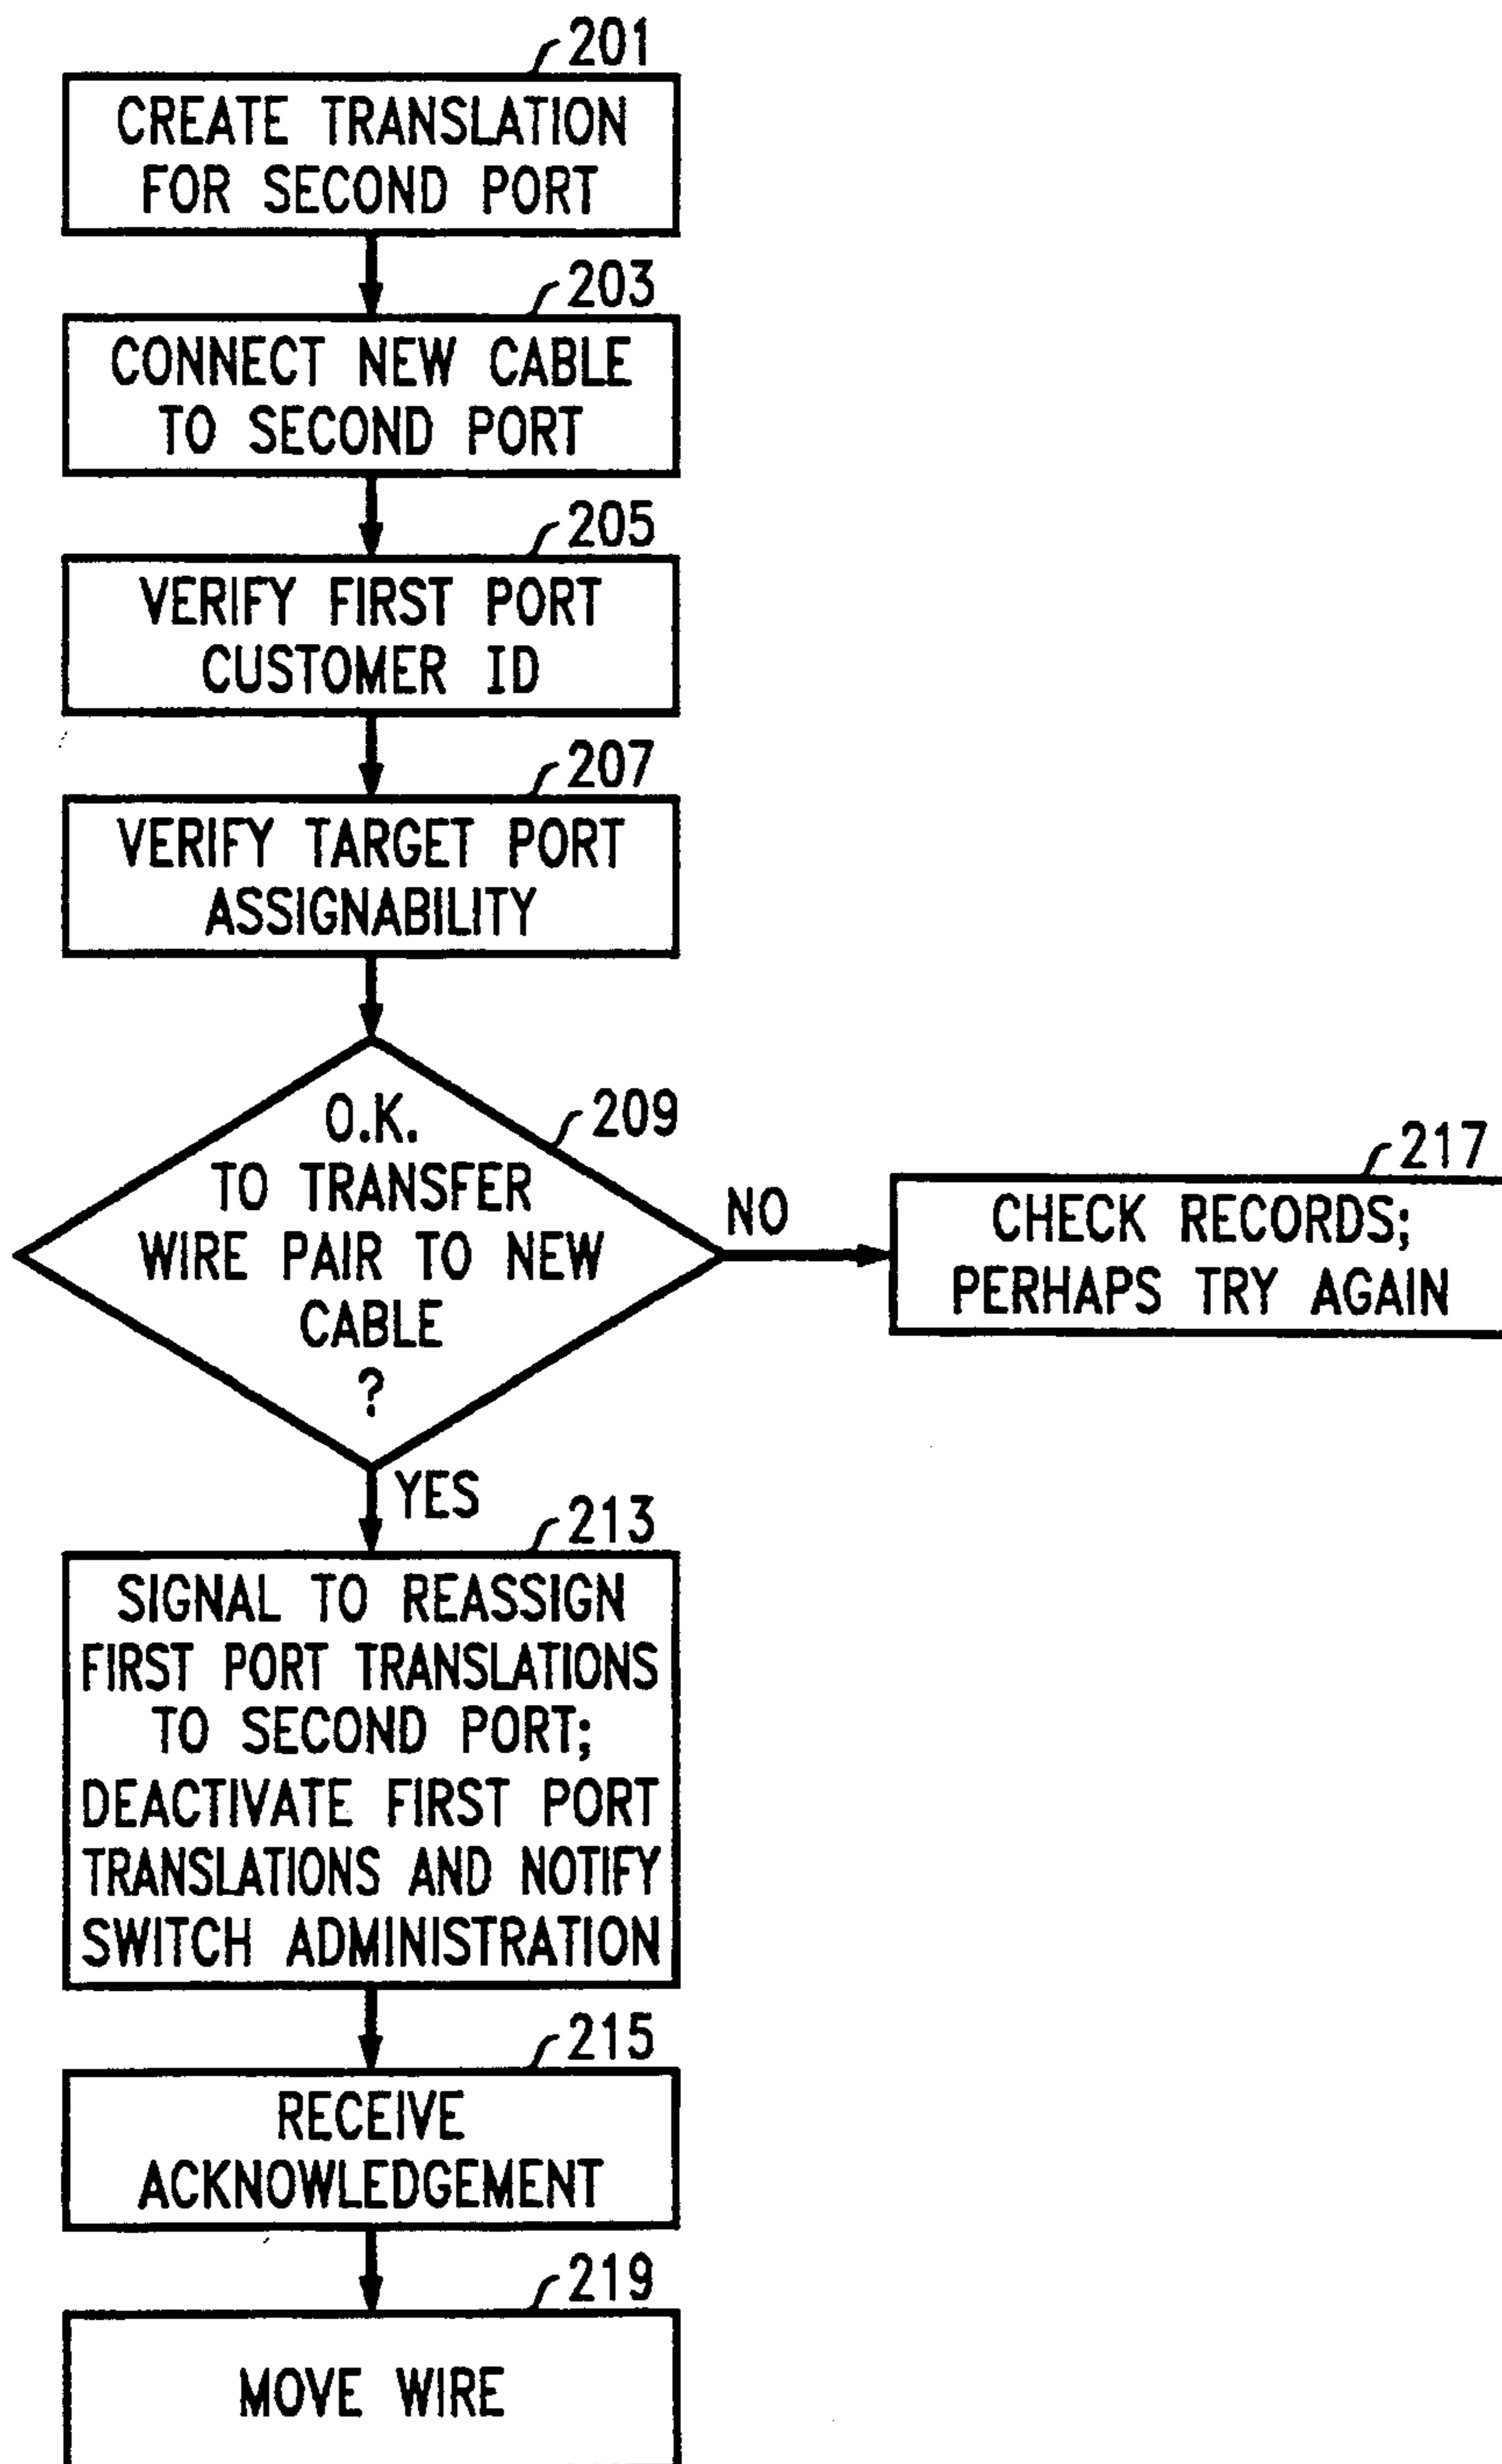 201
CREATE TRANSLATION
FOR SECOND PORT
203
CONNECT NEW CABLE
TO SECOND PORT
205
VERIFY FIRST PORT
CUSTOMER ID
207
VERIFY TARGET PORT
ASSIGNABILITY
209
O.K.
TO TRANSFER
WIRE PAIR TO NEW
CABLE
?
NO
217
CHECK RECORDS;
PERHAPS TRY AGAIN
YES
213
SIGNAL TO REASSIGN
FIRST PORT TRANSLATIONS
TO SECOND PORT;
DEACTIVATE FIRST PORT
TRANSLATIONS AND NOTIFY
SWITCH ADMINISTRATION
215
RECEIVE
ACKNOWLEDGEMENT
219
MOVE WIRE